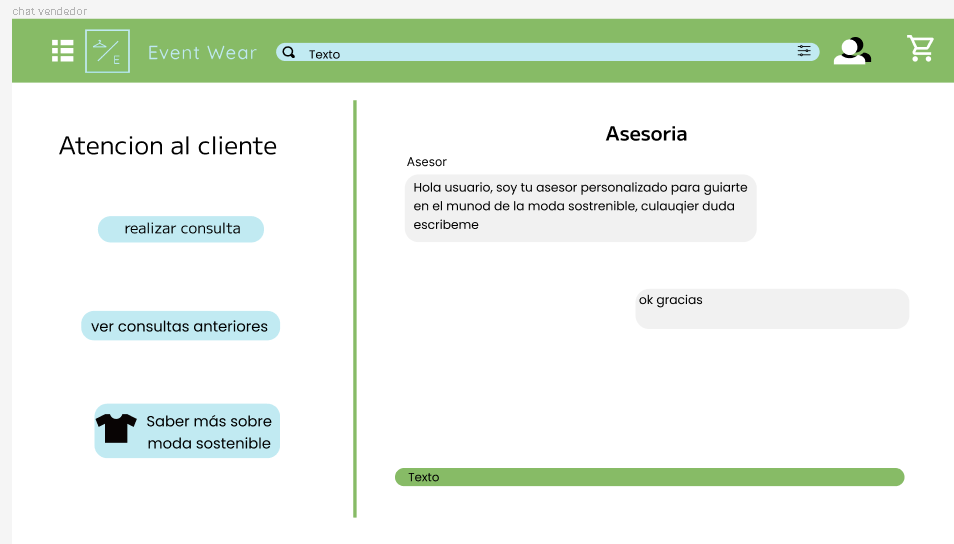 chat vendedor
E
Event Wear
Texto
Atencion al cliente
realizar consulta
ver consultas anteriores
Saber más sobre
moda sostenible
Asesoria
Asesor
Hola usuario, soy tu asesor personalizado para guiarte
en el munod de la moda sostrenible, culauqier duda
escribeme
ok gracias
Texto